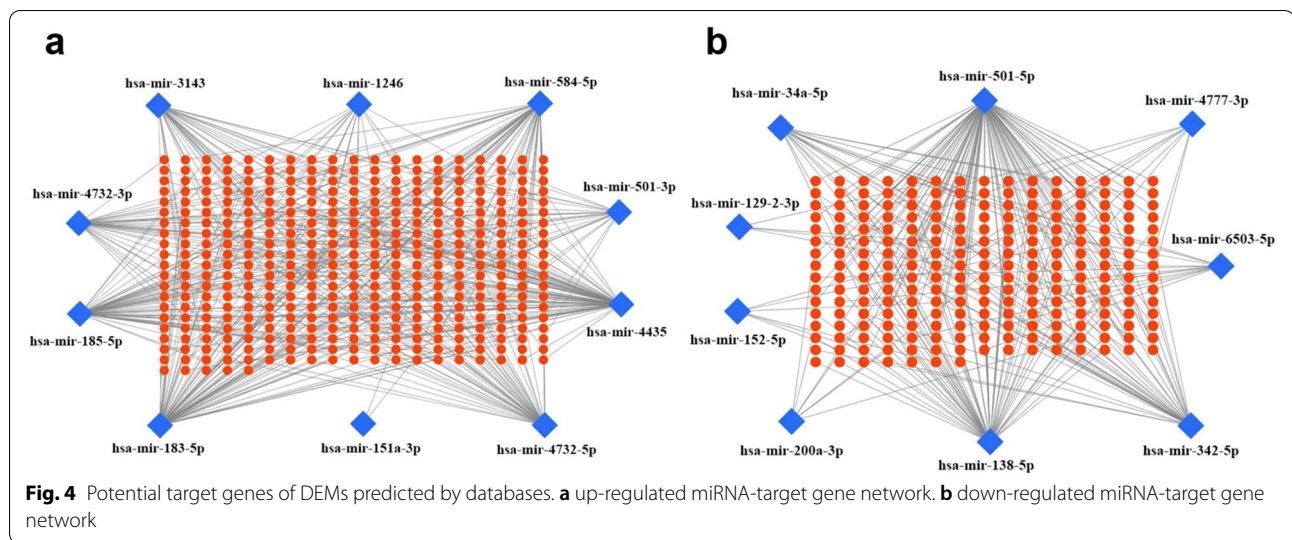 a
b
hsa-mir-3143
hsa-mir-1246
hsa-mir-584-5p
hsa-mir-4732-3p
hsa-mir-501-3p
hsa-mir-185-5p
hsa-mir-4435
hsa-mir-183-5p
hsa-mir-151a-3p
hsa-mir-4732-5p
hsa-mir-501-5p
hsa-mir-34a-5p
hsa-mir-4777-3p
hsa-mir-129-2-3p
hsa-mir-6503-5p
hsa-mir-152-5p
hsa-mir-200a-3p
hsa-mir-138-5p
hsa-mir-342-5p
Fig. 4 Potential target genes of DEMs predicted by databases. a up-regulated miRNA-target gene network. b down-regulated miRNA-target gene
network